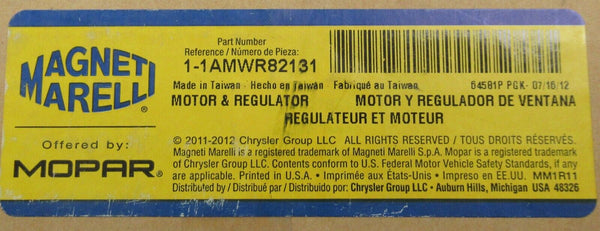 MAGNETI
MARELLI®
Offered by:
MOPAR®
Part Number
Reference / Número de Pieza:
1-1AMWR82131
Made in Taiwan - Hecho en Taiwan - Fabriqué au Taiwan
64581P PGK- 07/16/12
MOTOR & REGULATOR
MOTOR Y REGULADOR DE VENTANA
REGULATEUR ET MOTEUR
© 2011-2012 Chrysler Group LLC ALL RIGHTS RESERVED / TOUS DROITS RÉSERVÉS.
Magneti Marelli is a registered trademark of Magneti Marelli S.p.A. Mopar is a registered trademark
of Chrysler Group LLC. Contents conform to U.S. Federal Motor Vehicle Safety Standards, if any
are applicable. Printed in U.S.A. • Imprimée aux États-Unis • Impreso en EE.UU. MM1R11
Distributed by / Distribué par / Distribuido por: Chrysler Group LLC • Auburn Hills, Michigan USA 48326